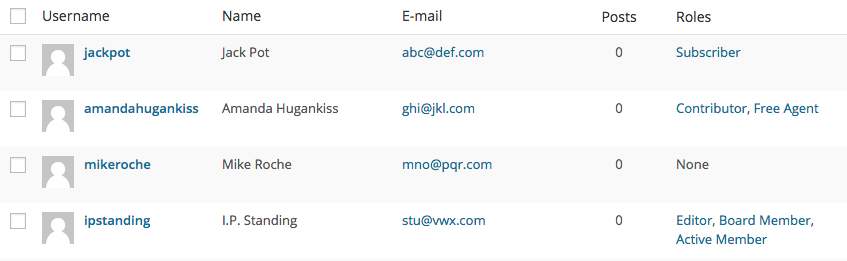 Username Name E-mail Posts Roles
jackpot Jack Pot abc@def.com 0 Subscriber
amandahugankiss Amanda Hugankiss ghi@jkl.com 0 Contributor, Free Agent
mikeroche Mike Roche mno@pqr.com 0 None
ipstanding I.P. Standing stu@vwx.com 0 Editor, Board Member,
Active Member